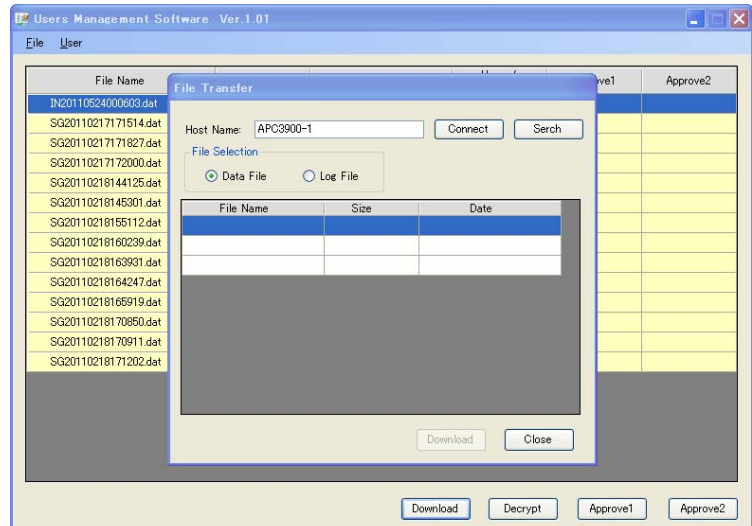 Users Management Software Ver.1.01
File User
File Name
Approve2
IN20110524000603.dat
SG20110217171514.dat
SG20110217171827.dat
SG20110217172000.dat
SG20110218144125.dat
SG20110218145301.dat
SG20110218155112.dat
SG20110218160239.dat
SG20110218163931.dat
SG20110218164247.dat
SG20110218165919.dat
SG20110218170850.dat
SG20110218170911.dat
SG20110218171202.dat
File Transfer
Host Name: APC3900-1 Connect Serch
File Selection
Data File Log File
File Name Size Date
Download Close
Download Decrypt Approve1 Approve2